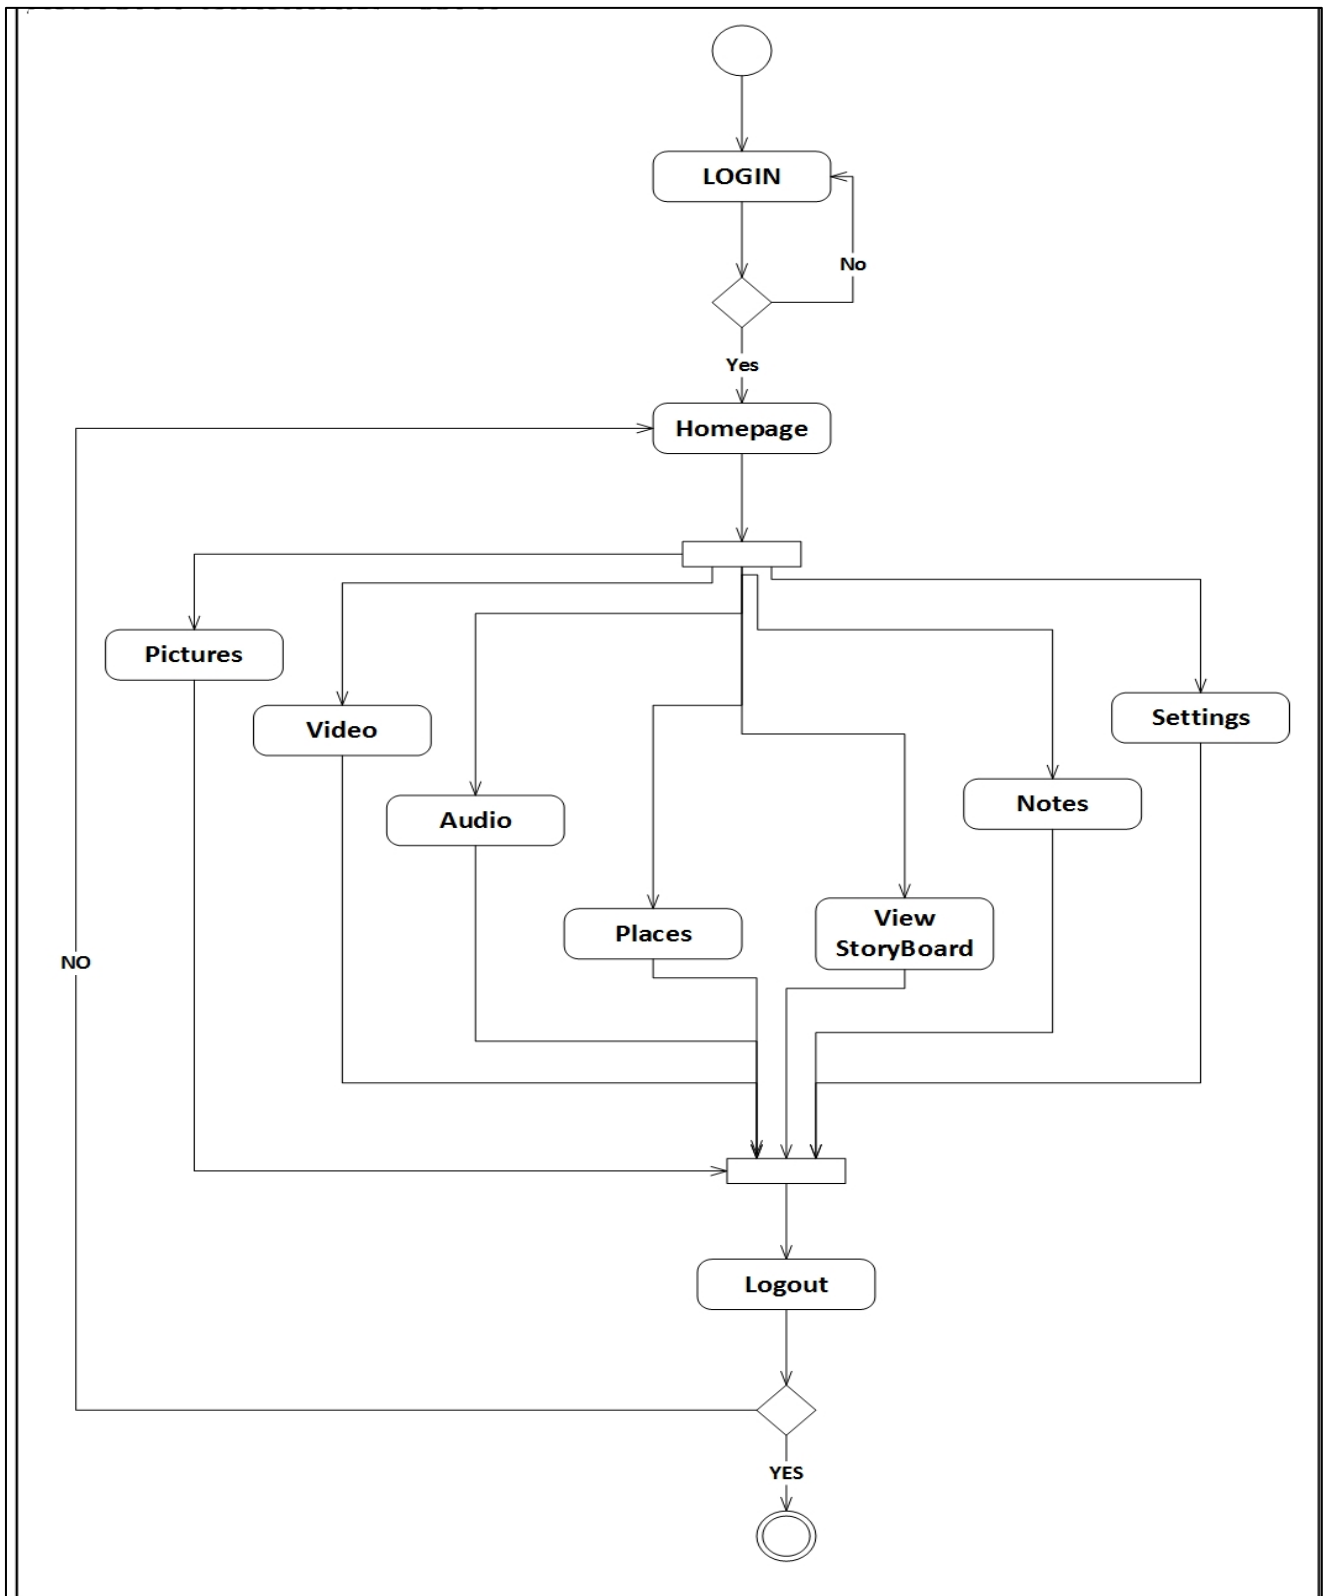 LOGIN
No
Yes
Homepage
Pictures
Settings
Video
Notes
Audio
View
StoryBoard
Places
NO
Logout
YES